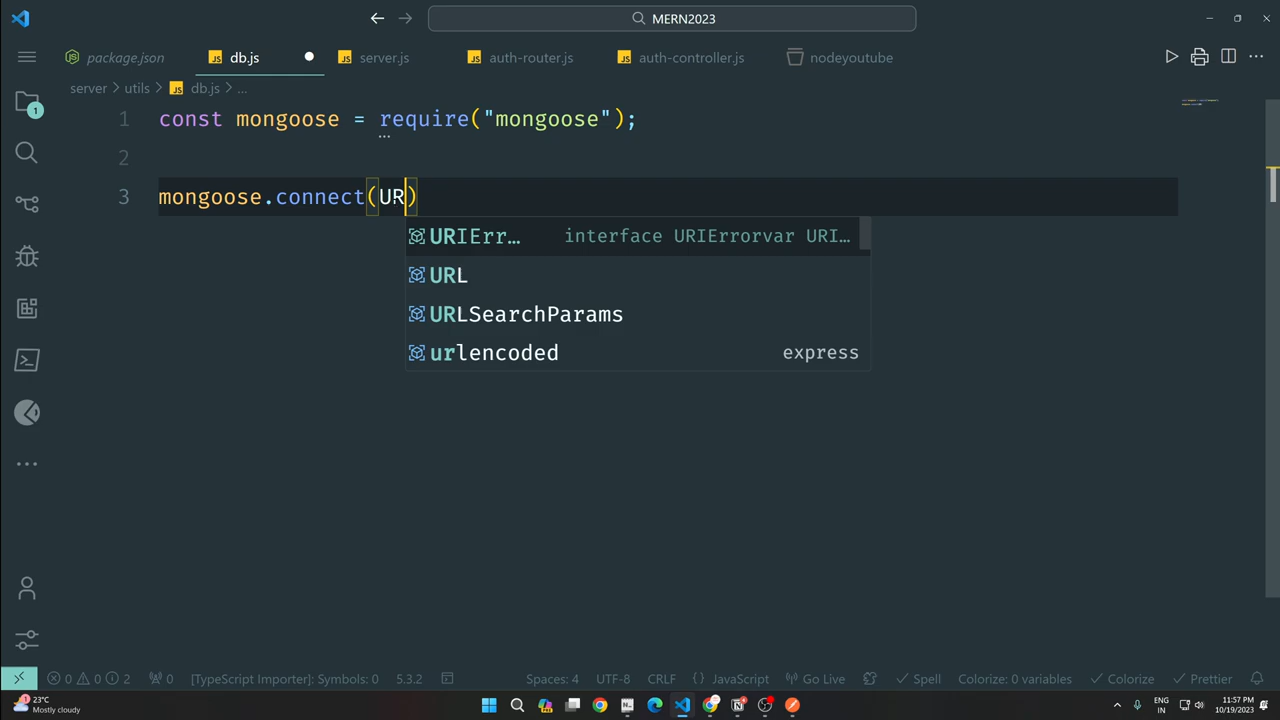 MERN2023
package.json
db.js
server.js
auth-router.js
auth-controller.js
nodeyoutube
server > utils > db.js > ...
1 const mongoose = require("mongoose");
2
3 mongoose.connect(UR)
URIErr... interface URIErrorvar URI...
URL
URLSearchParams
urlencoded express
1
0 0 2 0 [TypeScript Importer]: Symbols: 0 5.3.2 Spaces: 4 UTF-8 CRLF {} JavaScript Go Live Spell Colorize: 0 variables Colorize Prettier
1 23°C
Mostly cloudy
ENG
IN
11:57 PM
10/19/2023